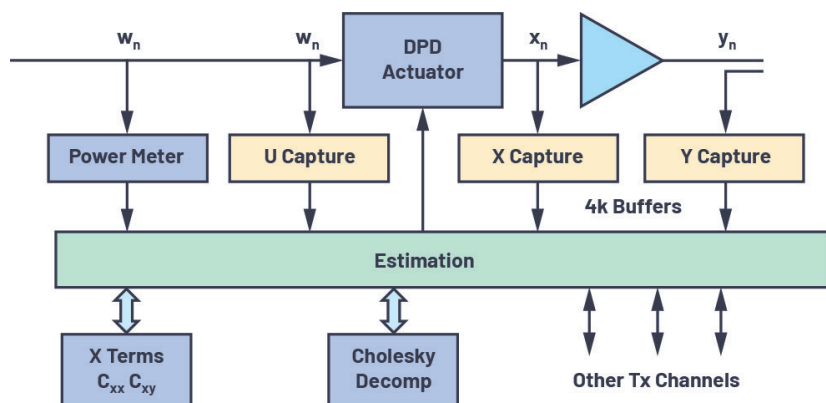 wn wn xn yn
DPD
Actuator
Power Meter U Capture X Capture Y Capture
4k Buffers
Estimation
X Terms
Cxx Cxy
Cholesky
Decomp
Other Tx Channels